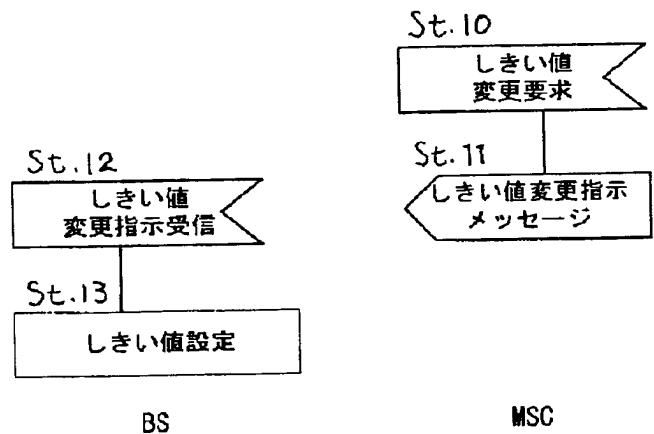 St.10
しきい値
変更要求
St.11
しきい値変更指示
メッセージ
St.12
しきい値
変更指示受信
St.13
しきい値設定
BS
MSC